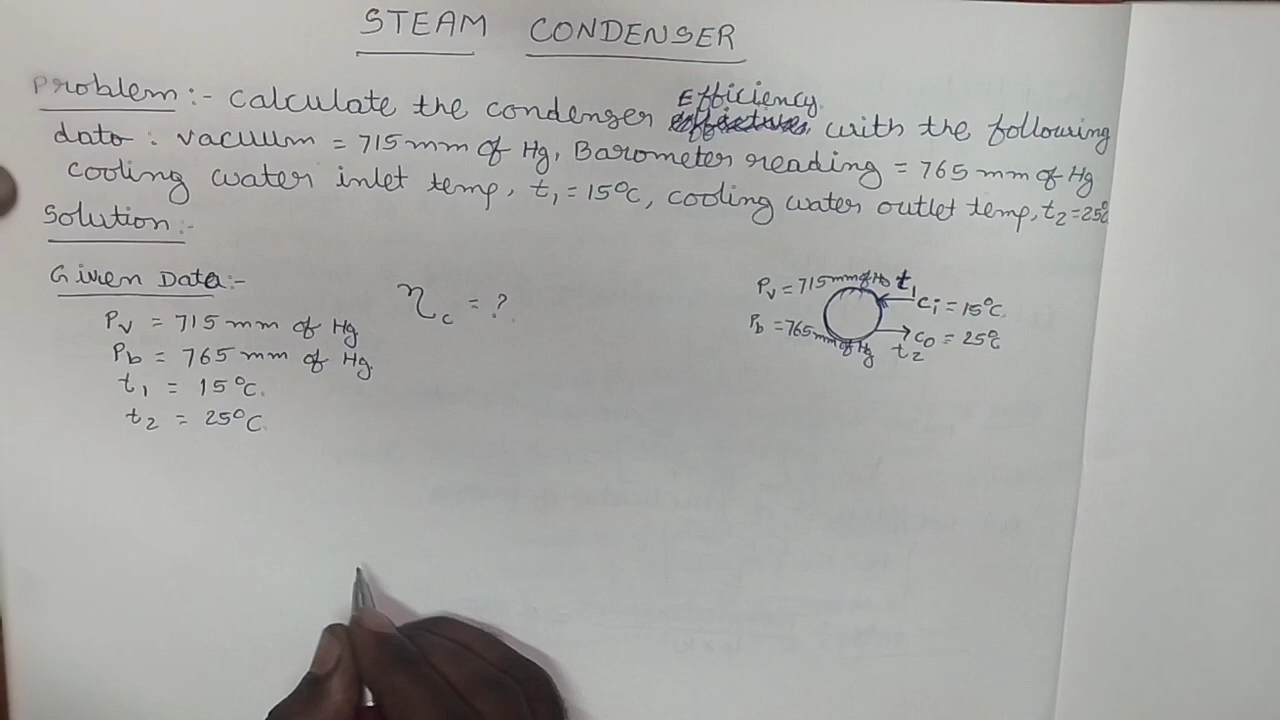 STEAM CONDENSER
Problem:- Calculate the condenser Efficiency with the following
data: vacuum = 715 mm of Hg, Barometer reading = 765 mm of Hg
cooling water inlet temp, t₁ = 15°C, cooling water outlet temp, t₂ = 25°C
Solution:-
Given Data:-
Pv = 715 mm of Hg
Pb = 765 mm of Hg.
t₁ = 15°C.
t₂ = 25°C.
ηc = ?
Pv = 715 mm of Hg t₁
Ci = 15°C.
Pb = 765 mm of Hg
Co = 25°C
t₂